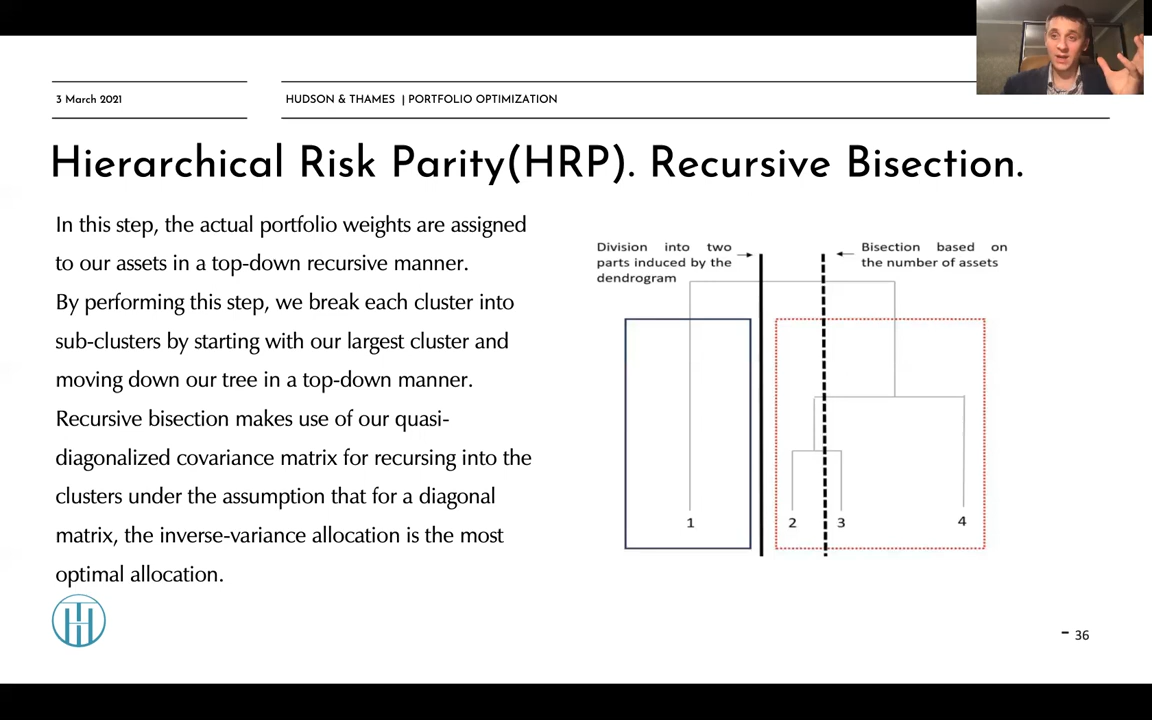 3 March 2021
HUDSON & THAMES | PORTFOLIO OPTIMIZATION
Hierarchical Risk Parity(HRP). Recursive Bisection.
In this step, the actual portfolio weights are assigned
to our assets in a top-down recursive manner.
By performing this step, we break each cluster into
sub-clusters by starting with our largest cluster and
moving down our tree in a top-down manner.
Recursive bisection makes use of our quasi-
diagonalized covariance matrix for recursing into the
clusters under the assumption that for a diagonal
matrix, the inverse-variance allocation is the most
optimal allocation.
Division into two
parts induced by the
dendrogram
Bisection based on
the number of assets
1
2
3
4
36